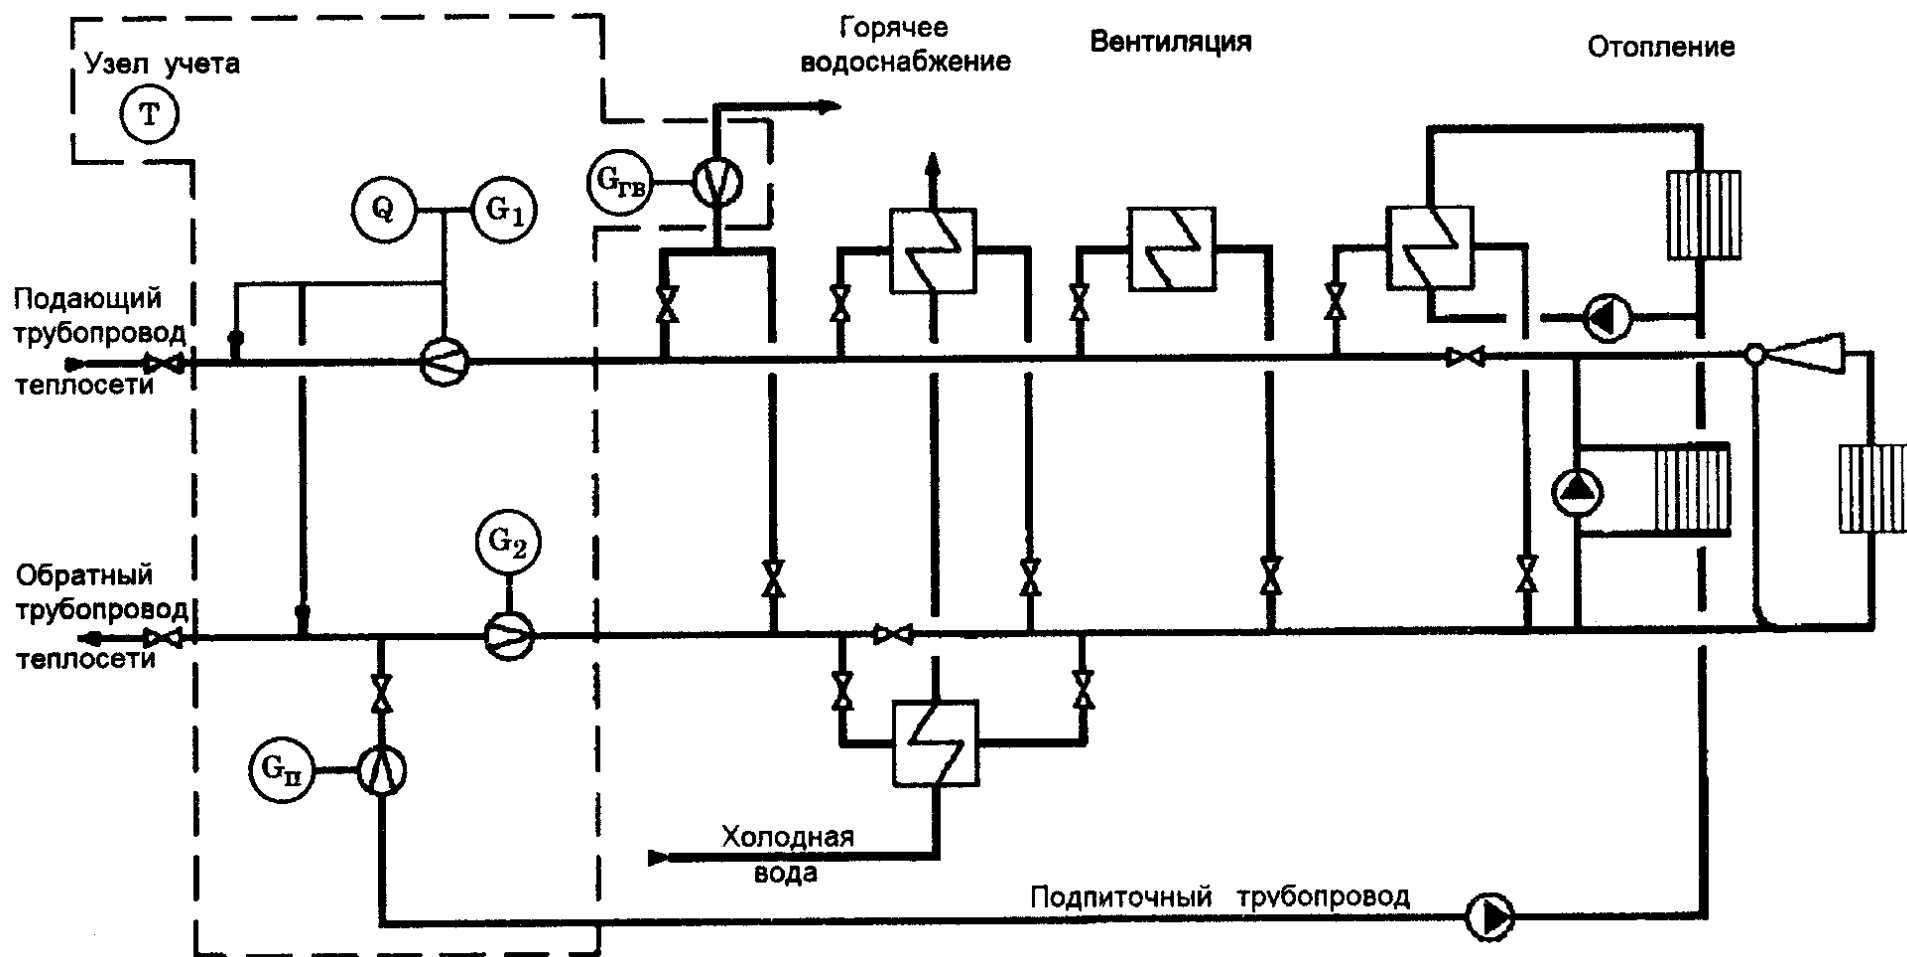 Узел учета
T
Горячее
водоснабжение
Вентиляция
Отопление
Gгв
Q
G1
Подающий
трубопровод
теплосети
G2
Обратный
трубопровод
теплосети
Gп
Холодная
вода
Подпиточный трубопровод